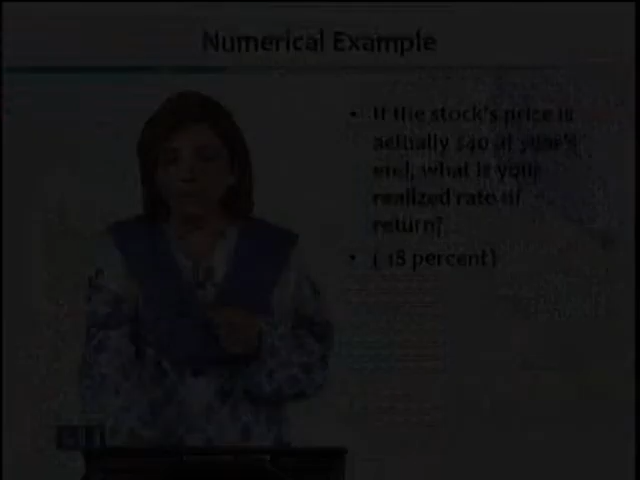 Numerical Example
• If the stock's price is
actually $40 at year's
end, what is your
realized rate of
return?
• ( 18 percent)